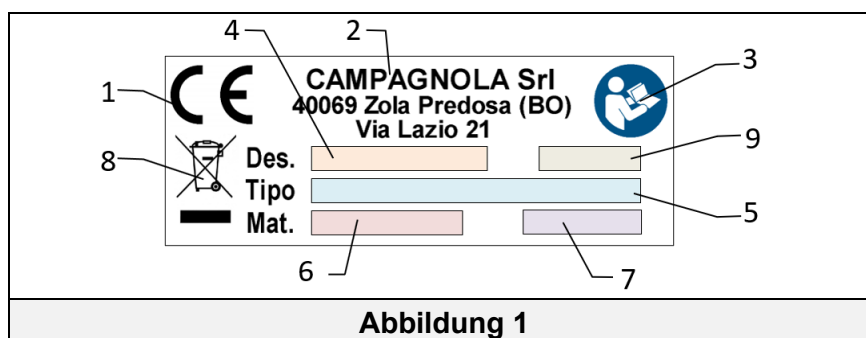 4 2
CE CAMPAGNOLA Srl 3
1 40069 Zola Predosa (BO)
Via Lazio 21 9
8 Des.
Tipo 5
Mat.
6 7
Abbildung 1